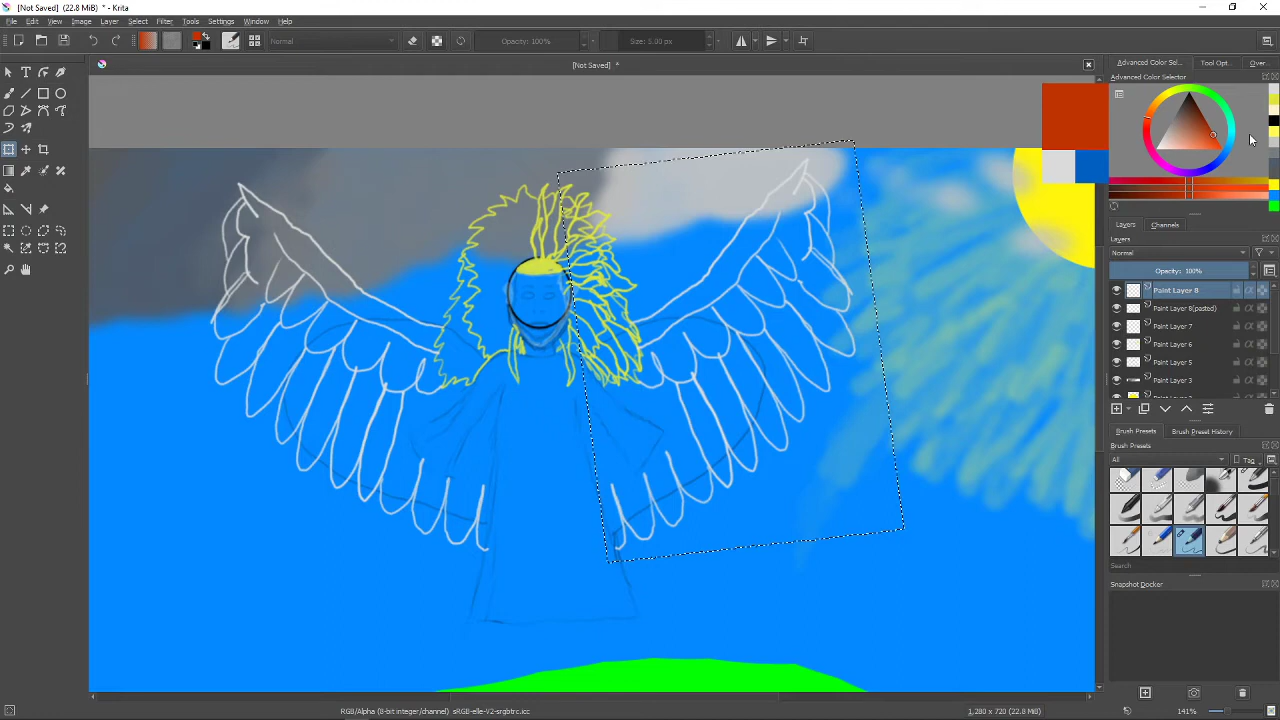 [Not Saved] (22.8 MiB) * - Krita
File Edit View Image Layer Select Filter Tools Settings Window Help
Normal Opacity: 100% Size: 5.00 px
[Not Saved] *
Advanced Color Sel... Tool Opt... Over...
Advanced Color Selector
Layers Channels
Layers
Normal
Opacity: 100%
Paint Layer 8
Paint Layer 8(pasted)
Paint Layer 7
Paint Layer 6
Paint Layer 5
Paint Layer 3
Brush Presets Brush Preset History
Brush Presets
All Tag
Search
Snapshot Docker
RGB/Alpha (8-bit integer/channel) sRGB-elle-V2-srgbtrc.icc 1,280 x 720 (22.8 MiB) 141%